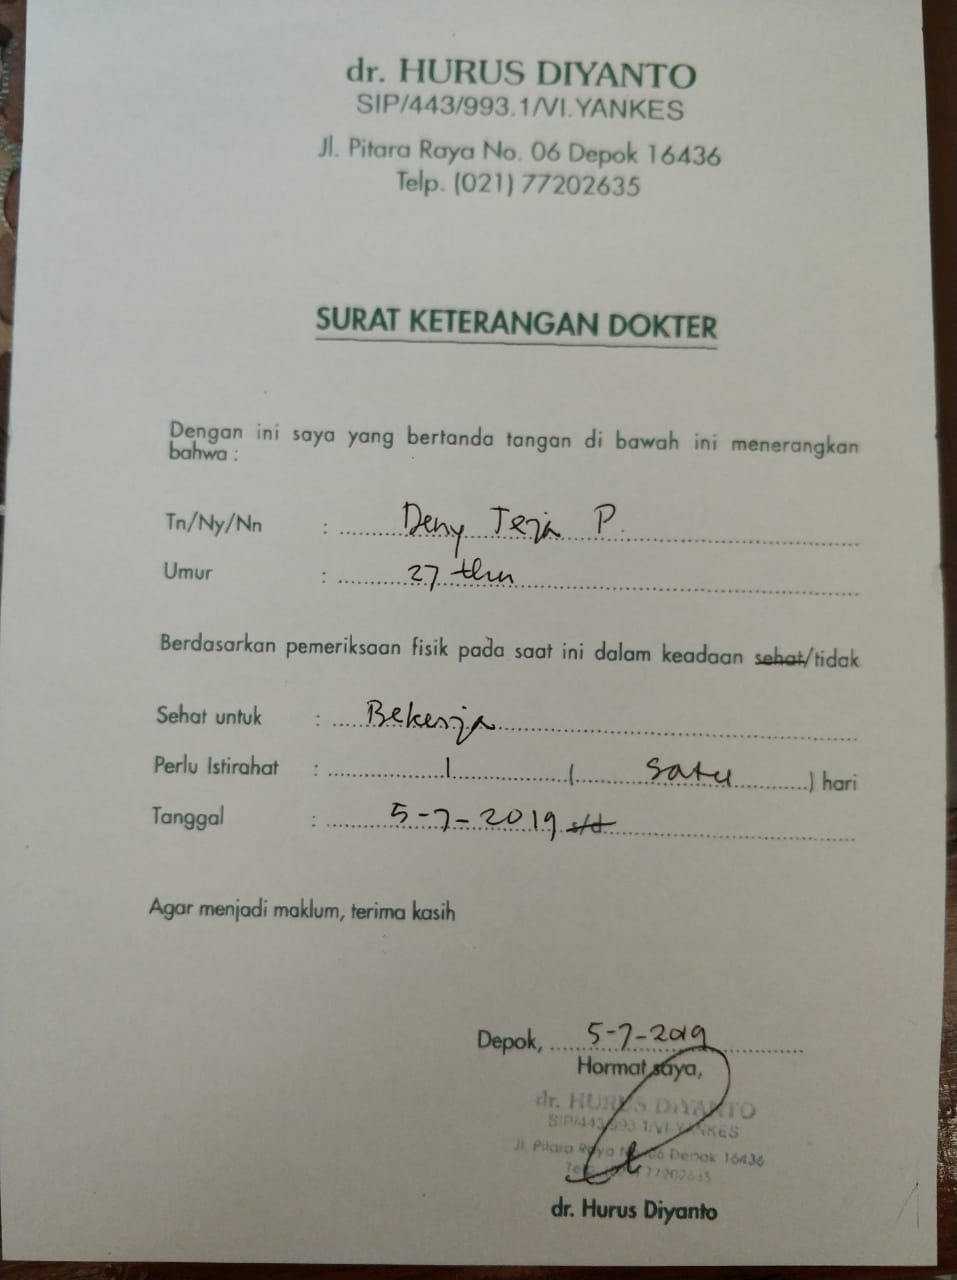 dr. HURUS DIYANTO
SIP/443/993.1/VI.YANKES
Jl. Pitara Raya No. 06 Depok 16436
Telp. (021) 77202635
SURAT KETERANGAN DOKTER
Dengan ini saya yang bertanda tangan di bawah ini menerangkan
bahwa :
Tn/Ny/Nn : Deny Teja P.
Umur : 27 thn
Berdasarkan pemeriksaan fisik pada saat ini dalam keadaan sehat/tidak
Sehat untuk : Bekerja
Perlu Istirahat : 1 ( satu ) hari
Tanggal : 5-7-2019 s/d
Agar menjadi maklum, terima kasih
Depok, 5-7-2019
Hormat saya,
dr. HURUS DIYANTO
SIP/443/993.1/VI-YANKES
Jl. Pitara Raya No. 06 Depok 16436
Telp. (021) 77202635
dr. Hurus Diyanto